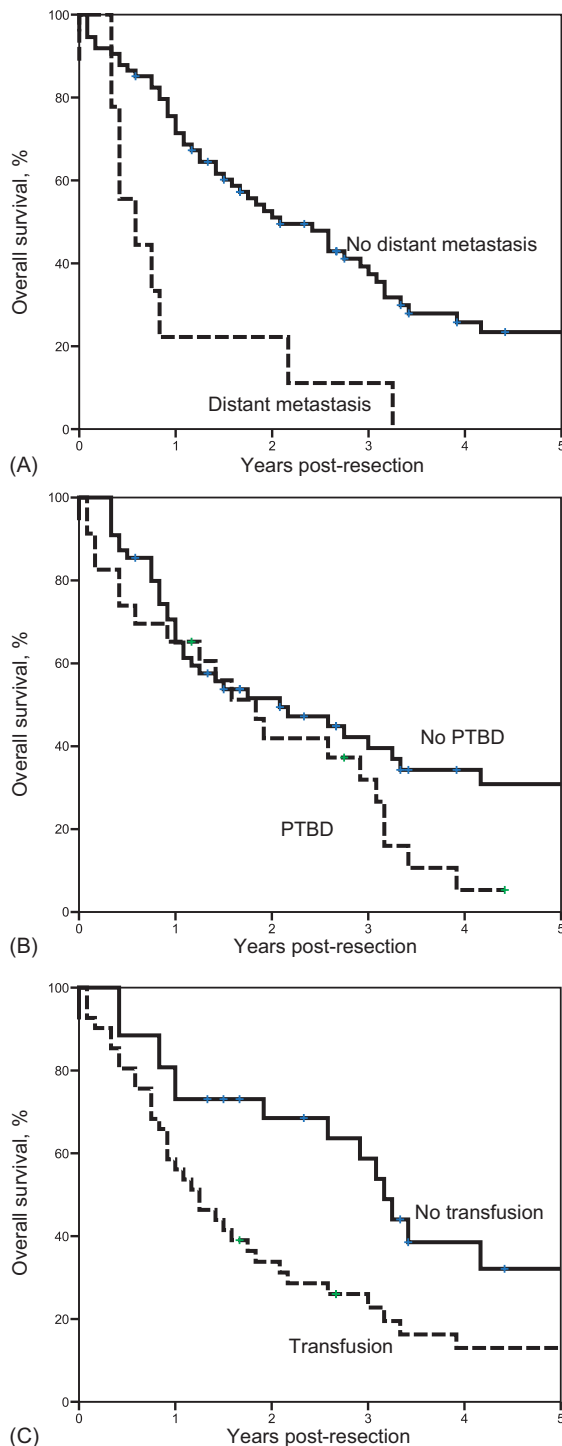 100
80
60
40
20
0
Overall survival, %
No distant metastasis
Distant metastasis
0 1 2 3 4 5
Years post-resection
(A)
100
80
60
40
20
0
Overall survival, %
No PTBD
PTBD
0 1 2 3 4 5
Years post-resection
(B)
100
80
60
40
20
0
Overall survival, %
No transfusion
Transfusion
0 1 2 3 4 5
Years post-resection
(C)